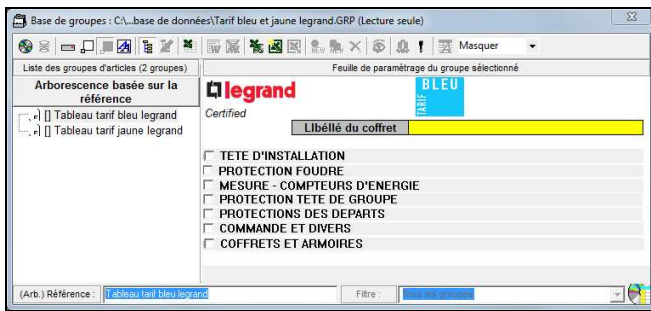 Base de groupes : C:\...base de données\Tarif bleu et jaune legrand.GRP (Lecture seule)
Masquer
Liste des groupes d'articles (2 groupes)
Feuille de paramétrage du groupe sélectionné
Arborescence basée sur la
référence
[] Tableau tarif bleu legrand
[] Tableau tarif jaune legrand
legrand
Certified
TARIF
BLEU
LIbéllé du coffret
TETE D'INSTALLATION
PROTECTION FOUDRE
MESURE - COMPTEURS D'ENERGIE
PROTECTION TETE DE GROUPE
PROTECTIONS DES DEPARTS
COMMANDE ET DIVERS
COFFRETS ET ARMOIRES
(Arb.) Référence :
Tableau tarif bleu legrand
Filtre :
Tous les groupes